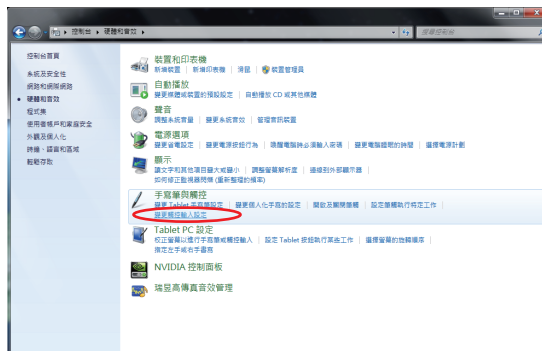 控制台 ▸ 硬體和音效 ▸
搜尋控制台
控制台首頁
系統及安全性
網路和網際網路
硬體和音效
程式集
使用者帳戶和家庭安全
外觀及個人化
時鐘、語言和區域
輕鬆存取
裝置和印表機
新增裝置 | 新增印表機 | 滑鼠 | 裝置管理員
自動播放
變更媒體或裝置的預設設定 | 自動播放 CD 或其他媒體
聲音
調整系統音量 | 變更系統音效 | 管理音訊裝置
電源選項
變更省電設定 | 變更電源按鈕行為 | 喚醒電腦時必須輸入密碼 | 變更電腦睡眠的時間 | 選擇電源計劃
顯示
讓文字和其他項目變大或變小 | 調整螢幕解析度 | 連線到外部顯示器
如何修正監視器閃爍 (重新整理的頻率)
手寫筆與觸控
變更 Tablet 手寫筆設定 | 變更個人化手寫的設定 | 開啟及關閉筆觸 | 設定筆觸執行特定工作
變更觸控輸入設定
Tablet PC 設定
校正螢幕以進行手寫筆或觸控輸入 | 設定 Tablet 按鈕執行某些工作 | 選擇螢幕的旋轉順序
指定左手或右手書寫
NVIDIA 控制面板
瑞昱高傳真音效管理